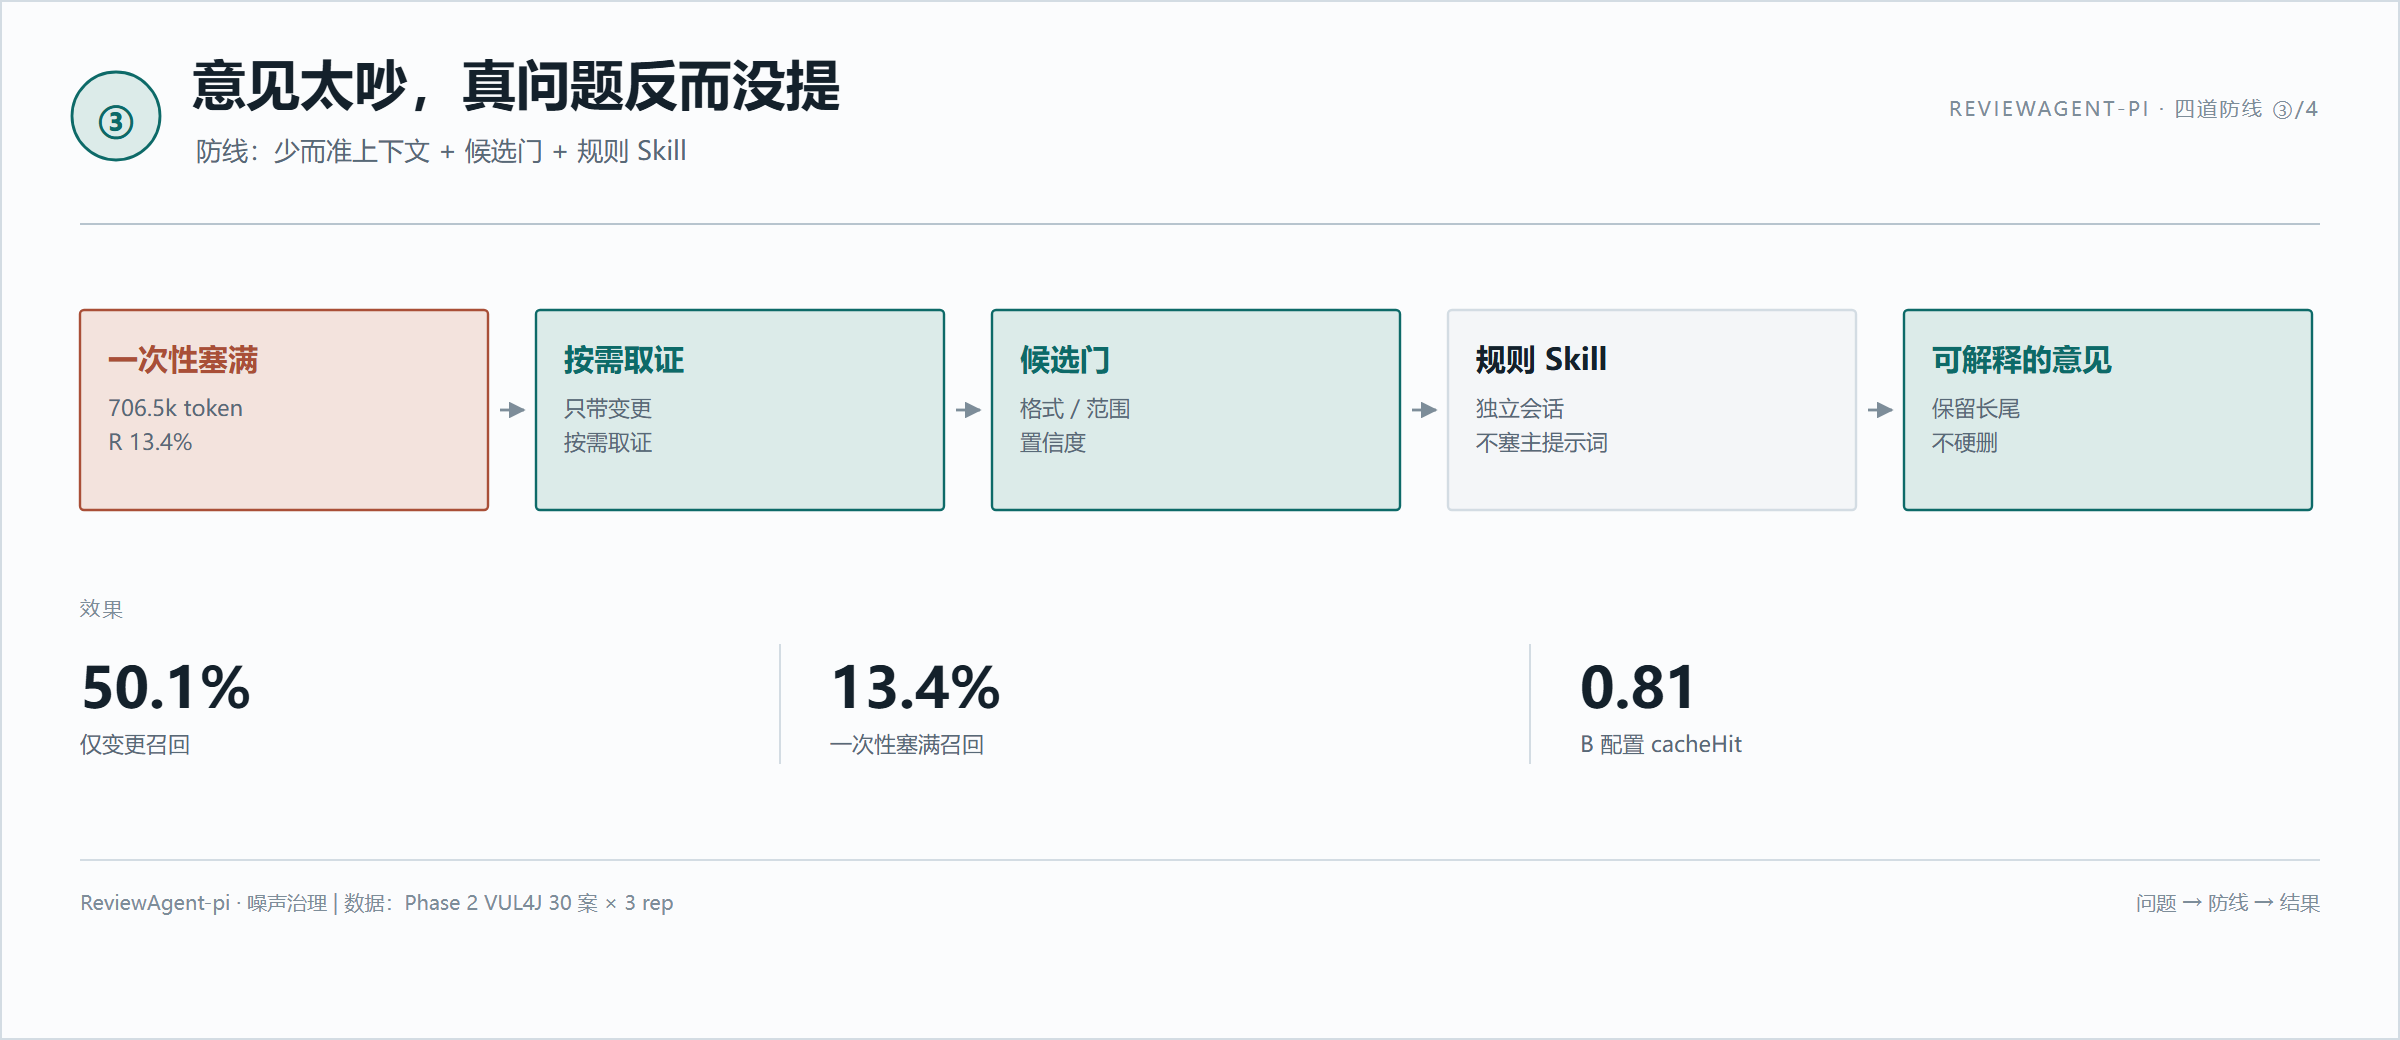 ③
意见太吵，真问题反而没提
防线：少而准上下文 + 候选门 + 规则 Skill
REVIEWAGENT-PI · 四道防线 ③/4
一次性塞满
706.5k token
R 13.4%
按需取证
只带变更
按需取证
候选门
格式 / 范围
置信度
规则 Skill
独立会话
不塞主提示词
可解释的意见
保留长尾
不硬删
效果
50.1%
仅变更召回
13.4%
一次性塞满召回
0.81
B 配置 cacheHit
ReviewAgent-pi · 噪声治理 | 数据：Phase 2 VUL4J 30 案 × 3 rep
问题 → 防线 → 结果